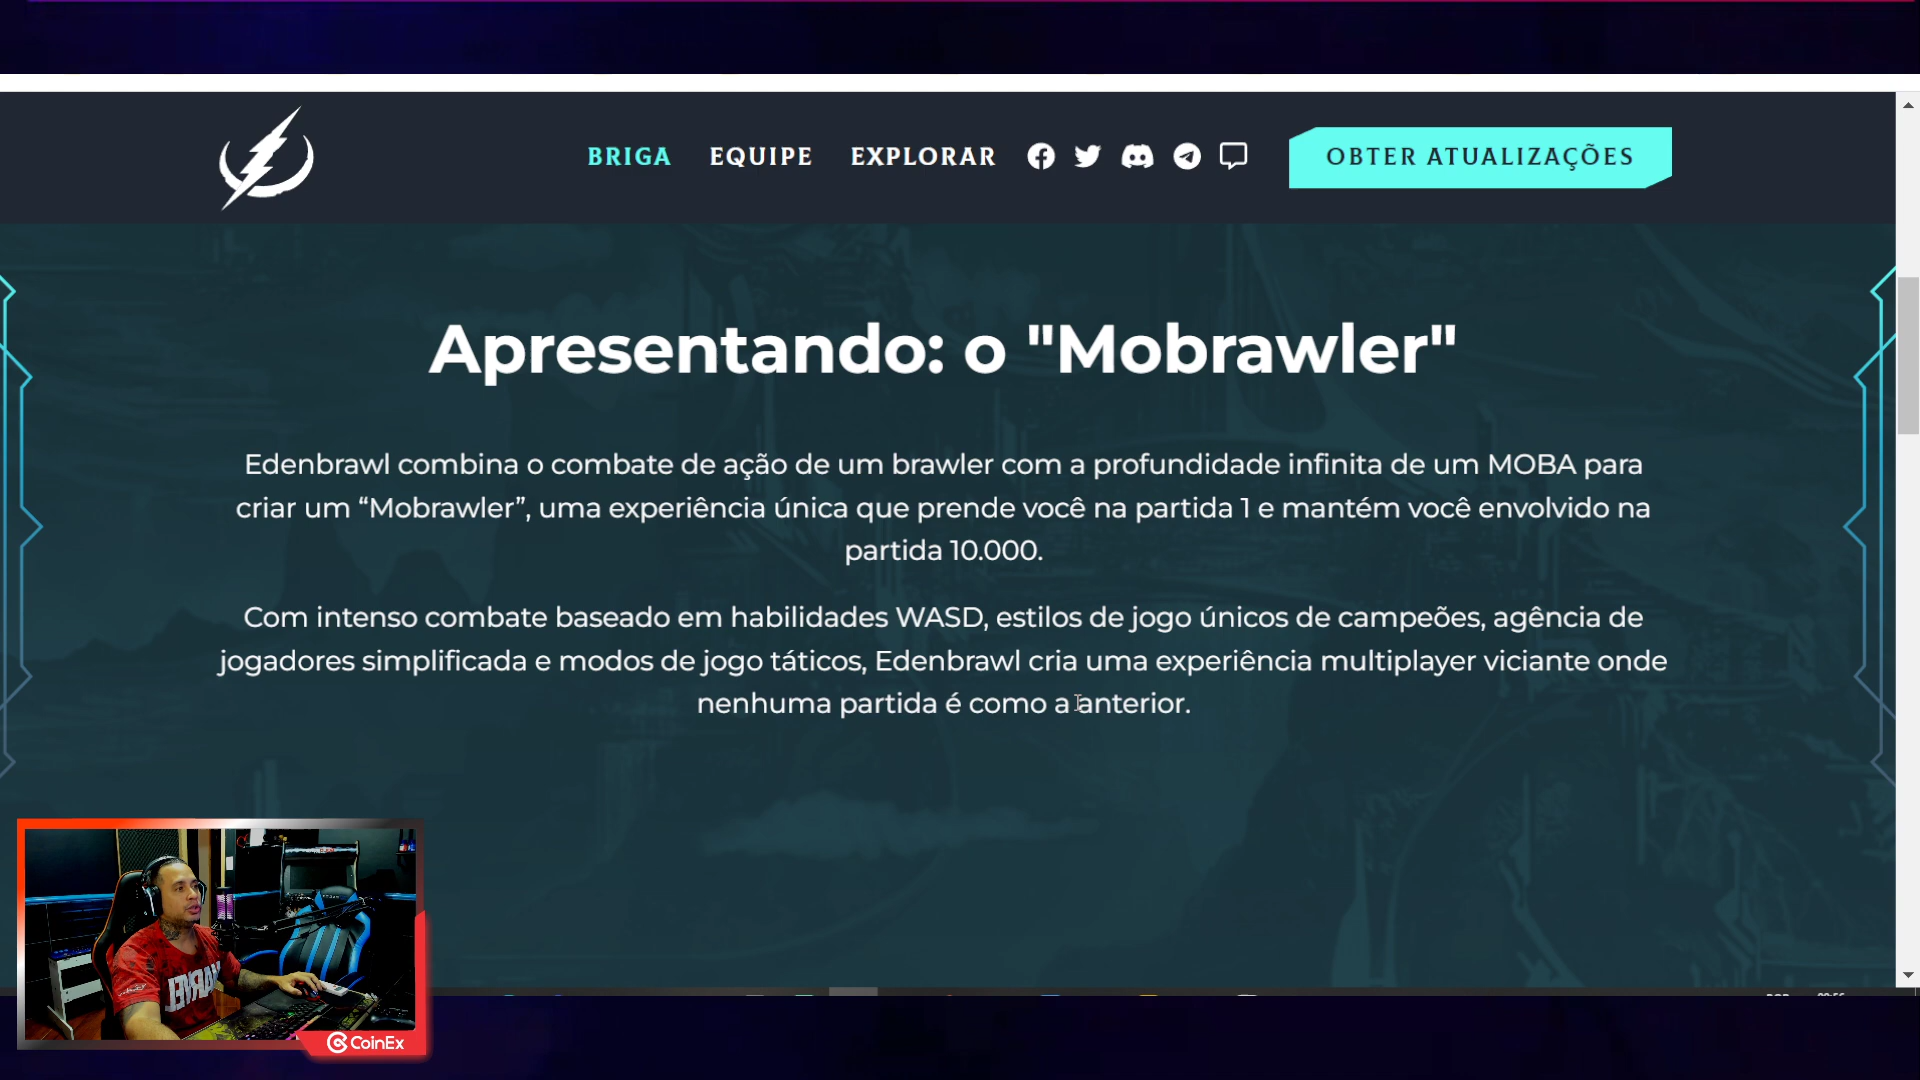 BRIGA EQUIPE EXPLORAR OBTER ATUALIZAÇÕES
Apresentando: o "Mobrawler"
Edenbrawl combina o combate de ação de um brawler com a profundidade infinita de um MOBA para
criar um “Mobrawler”, uma experiência única que prende você na partida 1 e mantém você envolvido na
partida 10.000.
Com intenso combate baseado em habilidades WASD, estilos de jogo únicos de campeões, agência de
jogadores simplificada e modos de jogo táticos, Edenbrawl cria uma experiência multiplayer viciante onde
nenhuma partida é como a anterior.
MARVEL
CoinEx